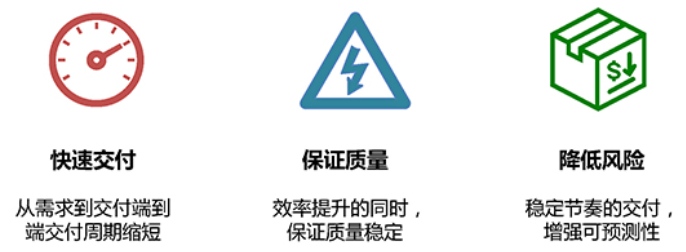 快速交付
从需求到交付端到
端交付周期缩短
保证质量
效率提升的同时，
保证质量稳定
$
降低风险
稳定节奏的交付，
增强可预测性